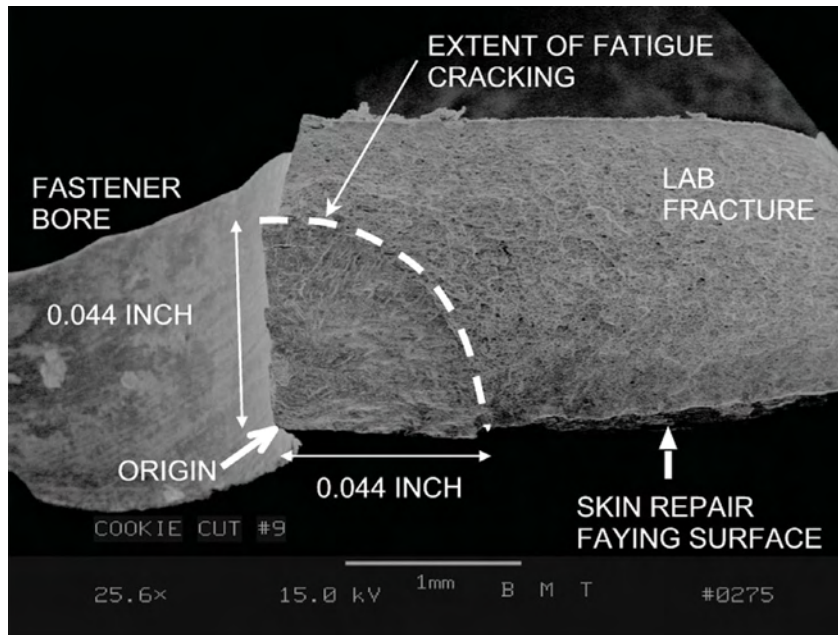 EXTENT OF FATIGUE
CRACKING
FASTENER
BORE
LAB
FRACTURE
0.044 INCH
ORIGIN
0.044 INCH
SKIN REPAIR
FAYING SURFACE
COOKIE CUT #9
25.6×
15.0 kV
1mm
B M T
#0275